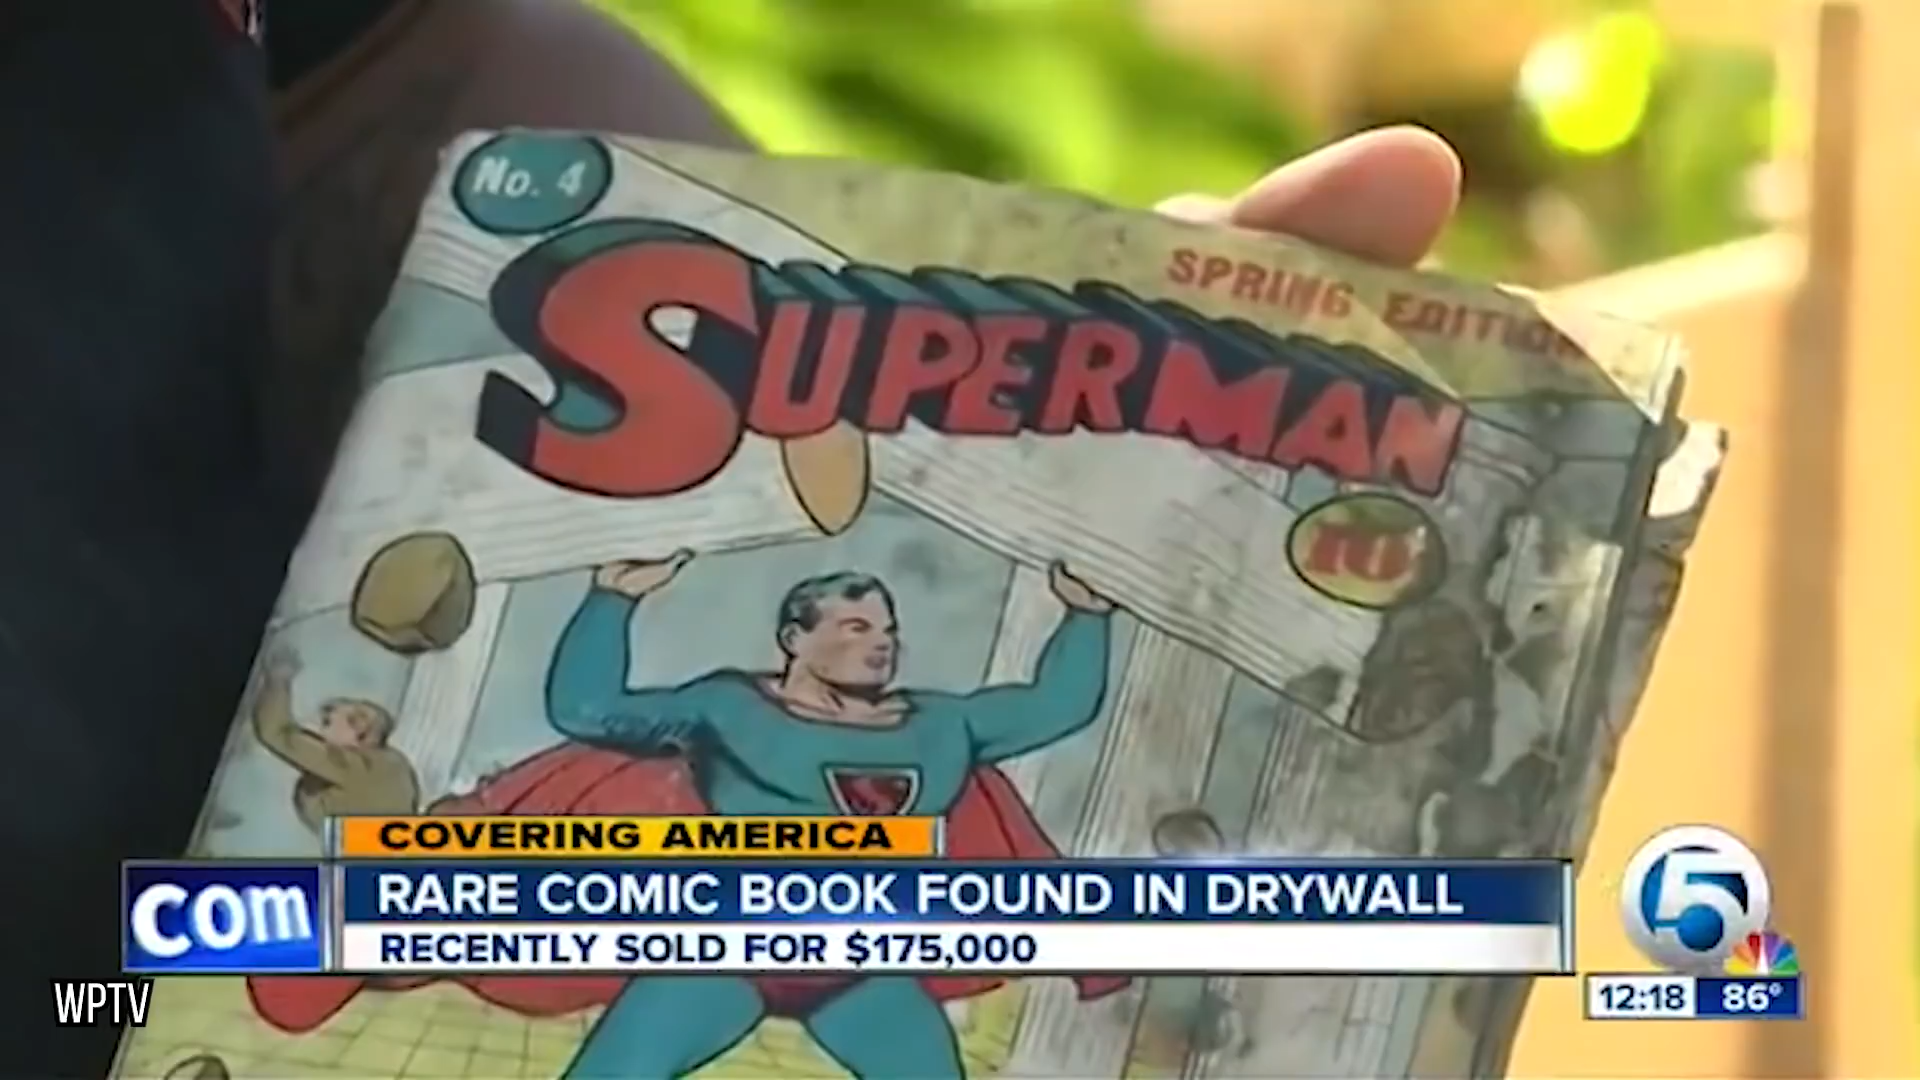 No. 4
SUPERMAN
SPRING EDITION
10¢
COVERING AMERICA
com
RARE COMIC BOOK FOUND IN DRYWALL
RECENTLY SOLD FOR $175,000
5
12:18 86°
WPTV